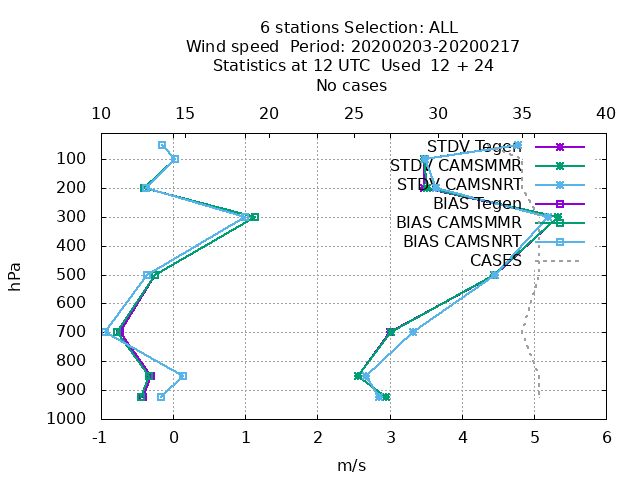 6 stations Selection: ALL
Wind speed  Period: 20200203-20200217
Statistics at 12 UTC  Used  12 + 24
No cases
10 15 20 25 30 35 40
STDV Tegen
STDV CAMSMMR
STDV CAMSNRT
BIAS Tegen
BIAS CAMSMMR
BIAS CAMSNRT
CASES
hPa
100
200
300
400
500
600
700
800
900
1000
-1 0 1 2 3 4 5 6
m/s